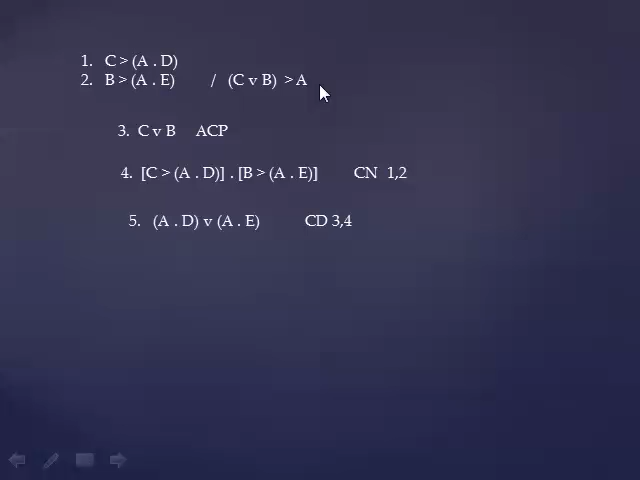 1. C > (A . D)
2. B > (A . E) / (C v B) > A
3. C v B ACP
4. [C > (A . D)] . [B > (A . E)] CN 1,2
5. (A . D) v (A . E) CD 3,4